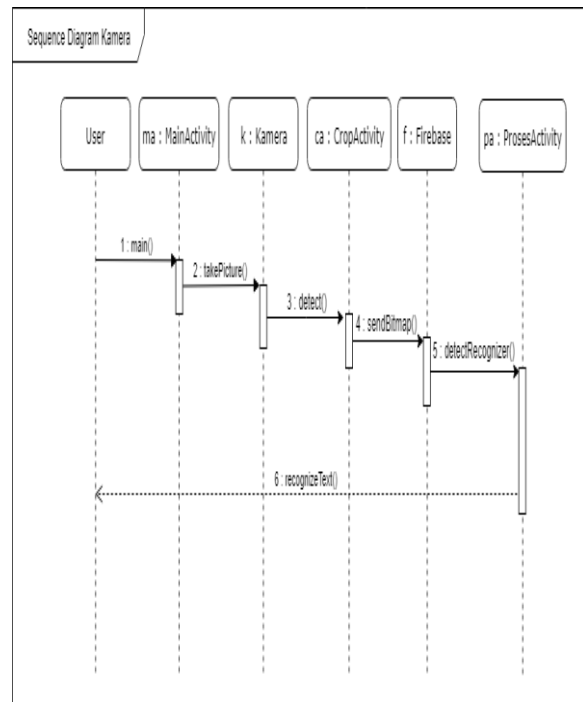 Sequence Diagram Kamera
User
ma : MainActivity
k : Kamera
ca : CropActivity
f : Firebase
pa : ProsesActivity
1 : main()
2 : takePicture()
3 : detect()
4 : sendBitmap()
5 : detectRecognizer()
6 : recognizeText()